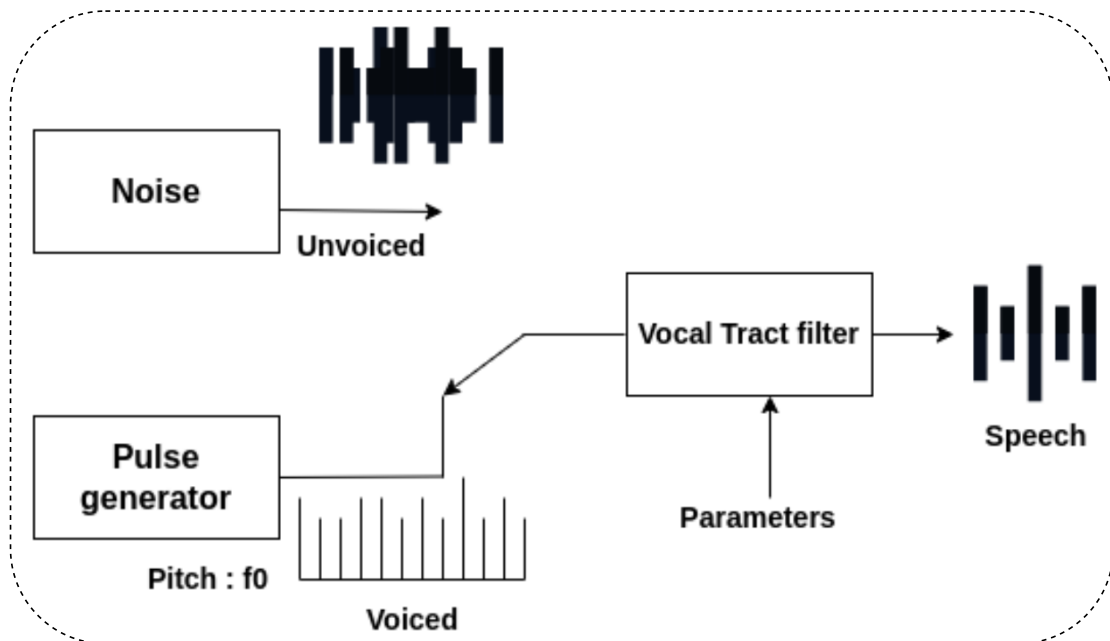 Noise
Unvoiced
Vocal Tract filter
Speech
Pulse
generator
Parameters
Pitch : f0
Voiced